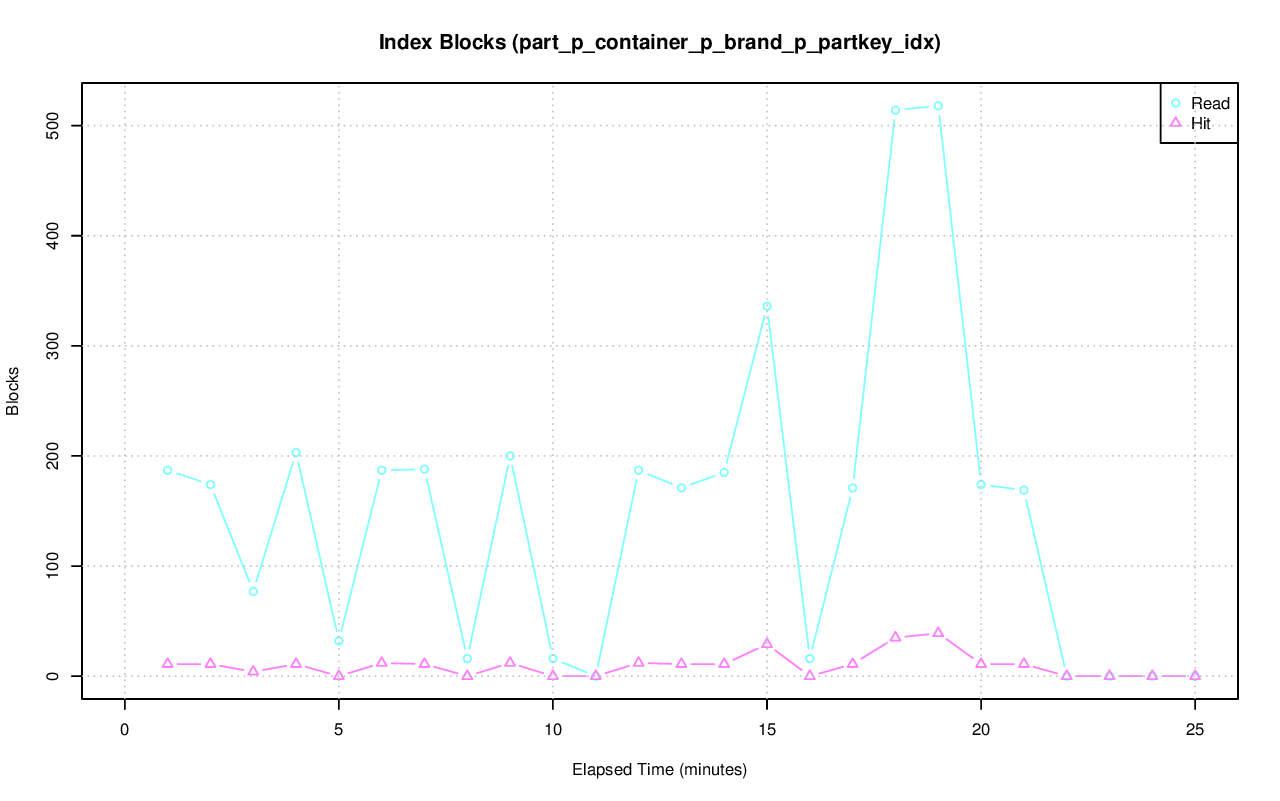 Index Blocks (part_p_container_p_brand_p_partkey_idx)
Read
Hit
Blocks
500
400
300
200
100
0
0 5 10 15 20 25
Elapsed Time (minutes)